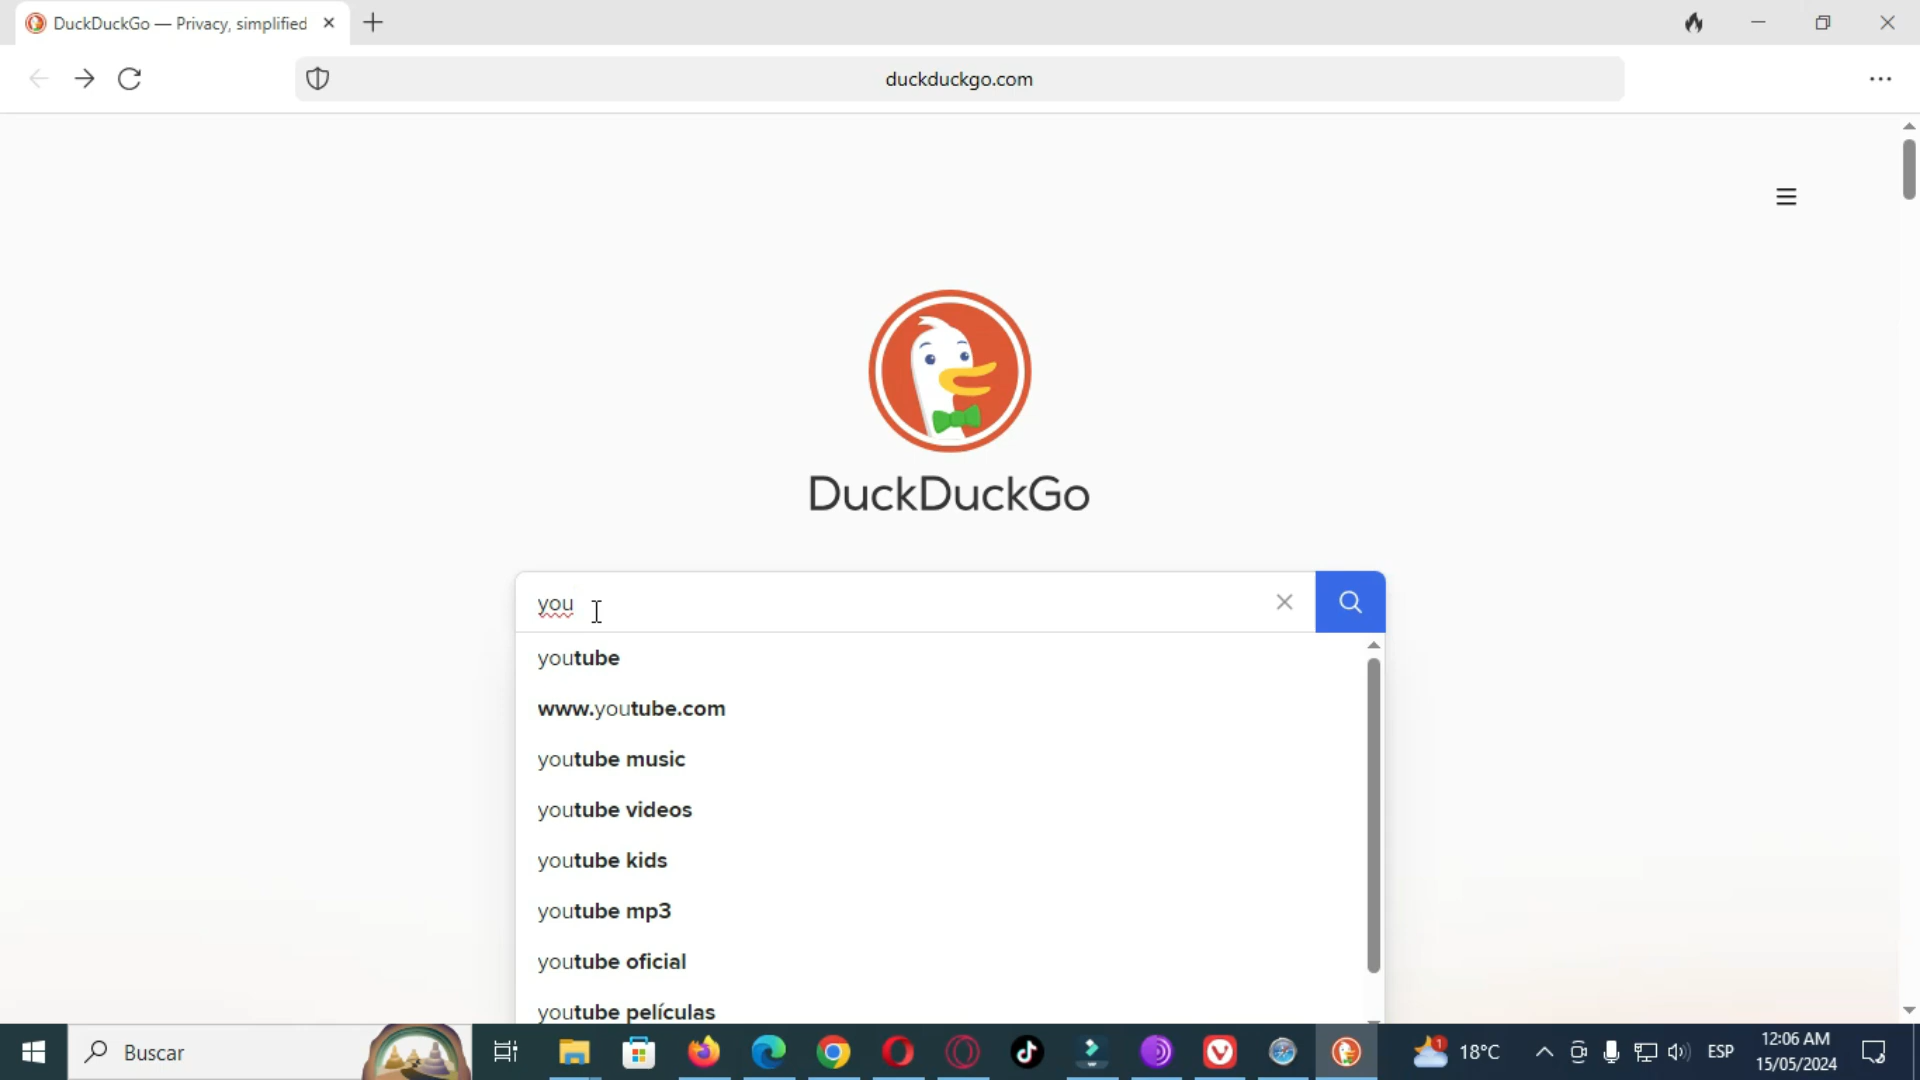 DuckDuckGo — Privacy, simplified
duckduckgo.com
DuckDuckGo
you
youtube
www.youtube.com
youtube music
youtube videos
youtube kids
youtube mp3
youtube oficial
youtube películas
Buscar
1
18°C
ESP
12:06 AM
15/05/2024